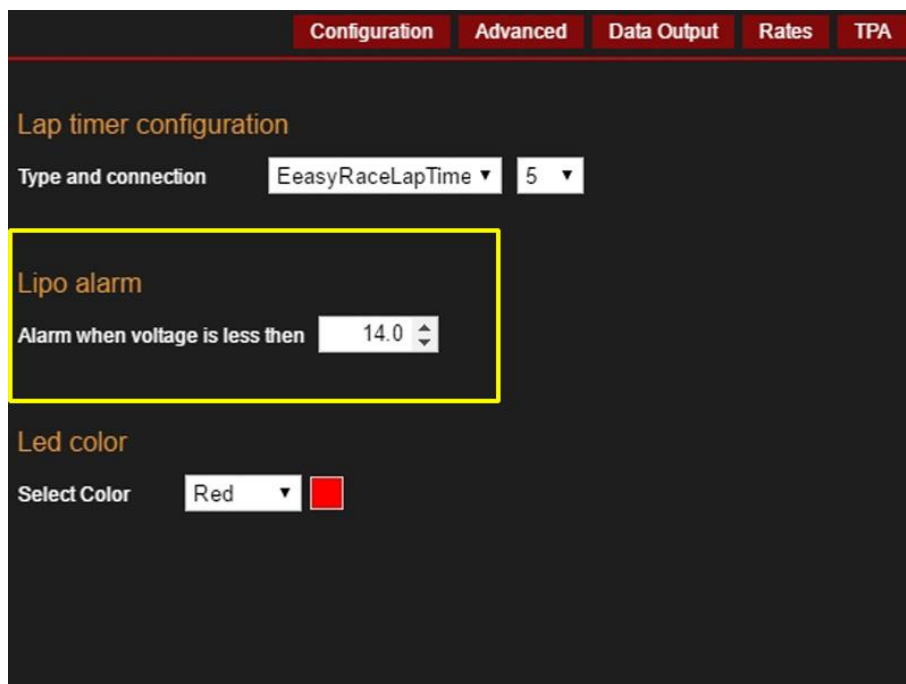 Configuration Advanced Data Output Rates TPA
Lap timer configuration
Type and connection EeasyRaceLapTime 5
Lipo alarm
Alarm when voltage is less then 14.0
Led color
Select Color Red